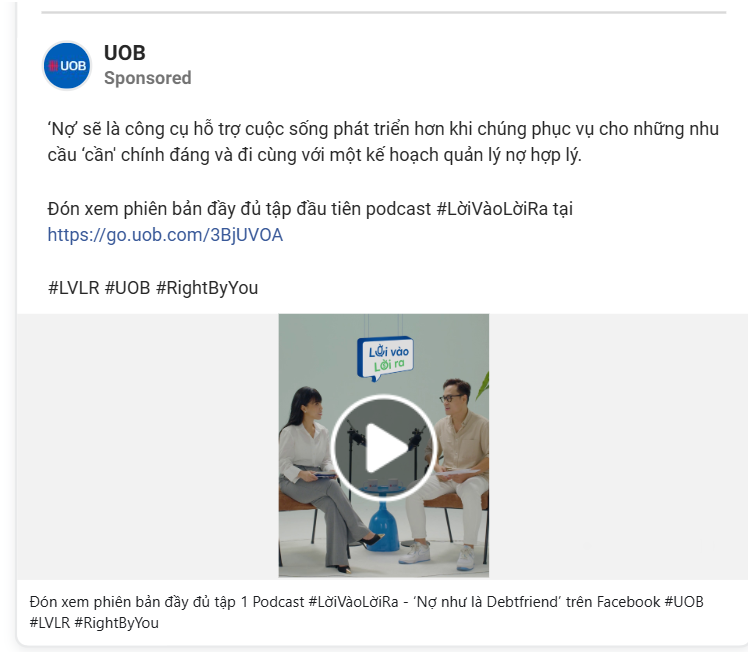 UOB
UOB
Sponsored
‘Nợ’ sẽ là công cụ hỗ trợ cuộc sống phát triển hơn khi chúng phục vụ cho những nhu
cầu ‘cần' chính đáng và đi cùng với một kế hoạch quản lý nợ hợp lý.
Đón xem phiên bản đầy đủ tập đầu tiên podcast #LờiVàoLờiRa tại
https://go.uob.com/3BjUVOA
#LVLR #UOB #RightByYou
Lời vào
Lời ra
Đón xem phiên bản đầy đủ tập 1 Podcast #LờiVàoLờiRa - ‘Nợ như là Debtfriend’ trên Facebook #UOB
#LVLR #RightByYou